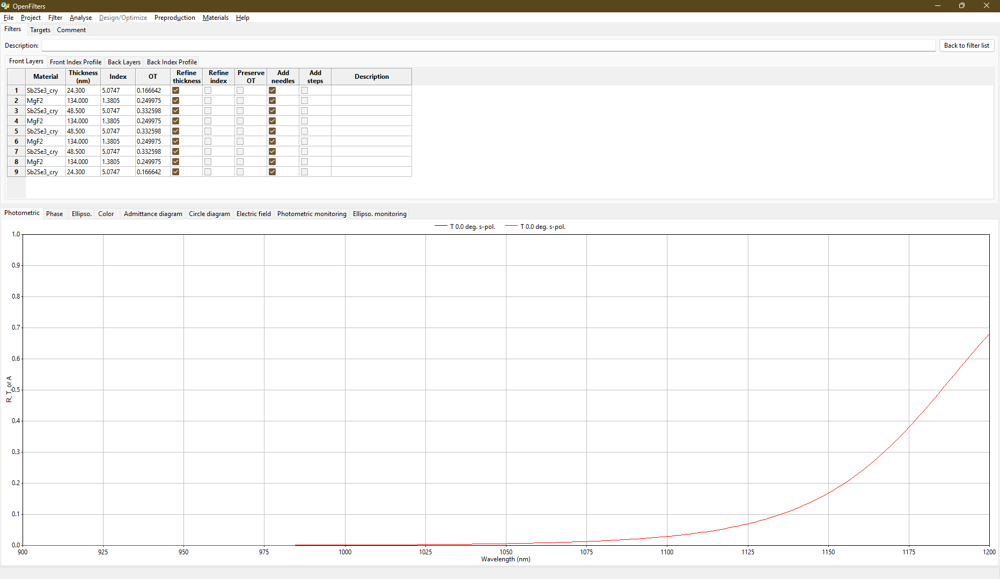 OpenFilters
File Project Filter Analyse Design/Optimize Preproduction Materials Help
Filters Targets Comment
Description: Back to filter list
Front Layers Front Index Profile Back Layers Back Index Profile
Material Thickness (nm) Index OT Refine thickness Refine index Preserve OT Add needles Add steps Description
1 Sb2Se3_cry 24.300 5.0747 0.166642
2 MgF2 134.000 1.3805 0.249975
3 Sb2Se3_cry 48.500 5.0747 0.332598
4 MgF2 134.000 1.3805 0.249975
5 Sb2Se3_cry 48.500 5.0747 0.332598
6 MgF2 134.000 1.3805 0.249975
7 Sb2Se3_cry 48.500 5.0747 0.332598
8 MgF2 134.000 1.3805 0.249975
9 Sb2Se3_cry 24.300 5.0747 0.166642
Photometric Phase Ellipso. Color Admittance diagram Circle diagram Electric field Photometric monitoring Ellipso. monitoring
T 0.0 deg. s-pol. T 0.0 deg. s-pol.
1.0
0.9
0.8
0.7
0.6
0.5
0.4
0.3
0.2
0.1
0.0
R, T, or A
900 925 950 975 1000 1025 1050 1075 1100 1125 1150 1175 1200
Wavelength (nm)